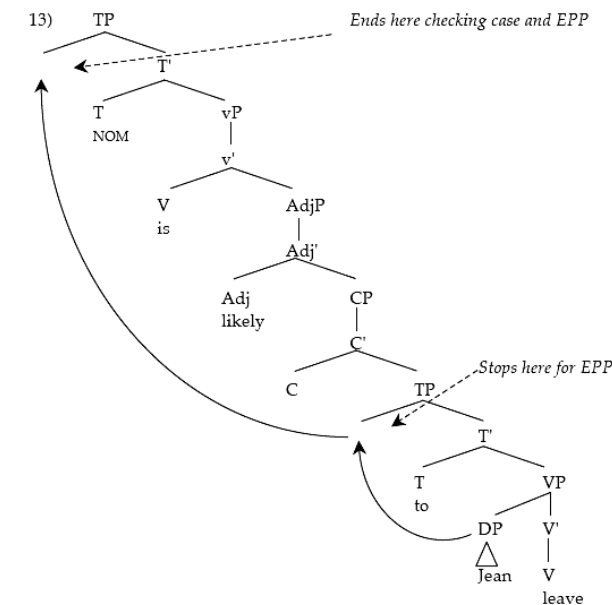 13) TP Ends here checking case and EPP
T'
T vP
NOM
v'
V AdjP
is
Adj'
Adj CP
likely
C'
Stops here for EPP
C TP
T'
T VP
to
DP V'
Jean V
leave